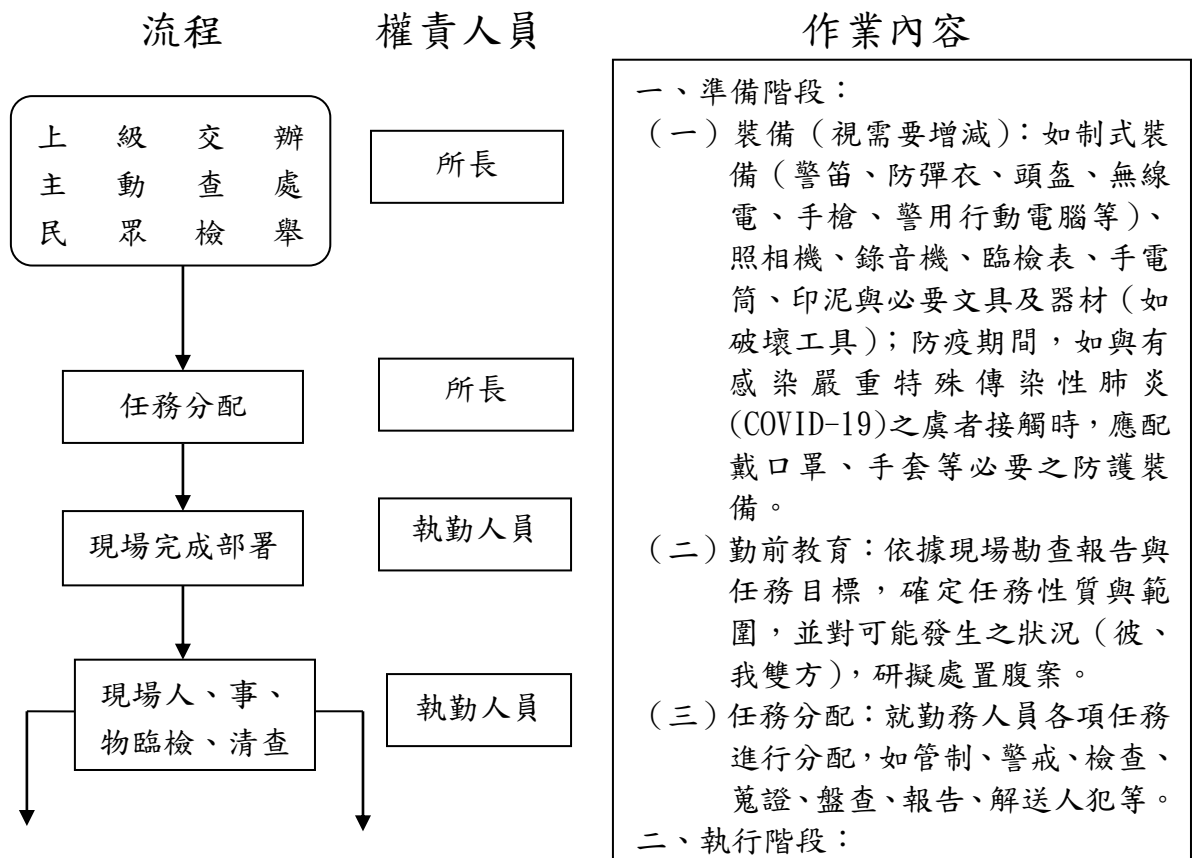 流程 權責人員 作業內容
上級交辦
主動查處
民眾檢舉
所長
任務分配
所長
現場完成部署
執勤人員
現場人、事、
物臨檢、清查
執勤人員
一、準備階段：
（一）裝備（視需要增減）：如制式裝
備（警笛、防彈衣、頭盔、無線
電、手槍、警用行動電腦等）、
照相機、錄音機、臨檢表、手電
筒、印泥與必要文具及器材（如
破壞工具）；防疫期間，如與有
感染嚴重特殊傳染性肺炎
(COVID-19)之虞者接觸時，應配
戴口罩、手套等必要之防護裝
備。
（二）勤前教育：依據現場勘查報告與
任務目標，確定任務性質與範
圍，並對可能發生之狀況（彼、
我雙方），研擬處置腹案。
（三）任務分配：就勤務人員各項任務
進行分配，如管制、警戒、檢查、
蒐證、盤查、報告、解送人犯等。
二、執行階段：